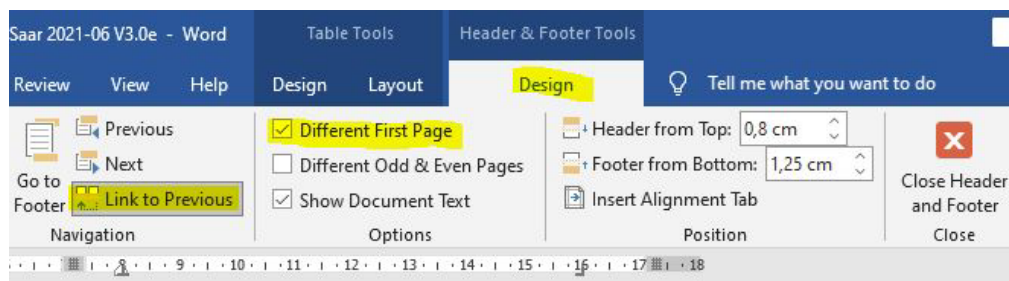 Saar 2021-06 V3.0e - Word Table Tools Header & Footer Tools
Review View Help Design Layout Design Tell me what you want to do
Previous Different First Page Header from Top: 0,8 cm
Next Different Odd & Even Pages Footer from Bottom: 1,25 cm
Go to Footer Link to Previous Show Document Text Insert Alignment Tab Close Header and Footer
Navigation Options Position Close
8 9 10 11 12 13 14 15 16 17 18